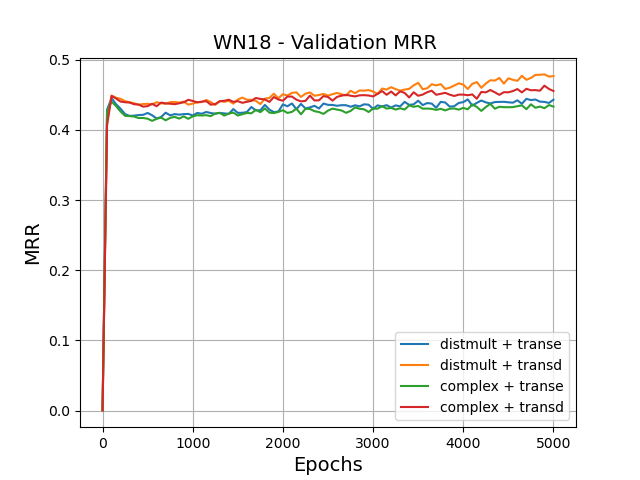 WN18 - Validation MRR
MRR
0.5
0.4
0.3
0.2
0.1
0.0
0 1000 2000 3000 4000 5000
Epochs
distmult + transe
distmult + transd
complex + transe
complex + transd